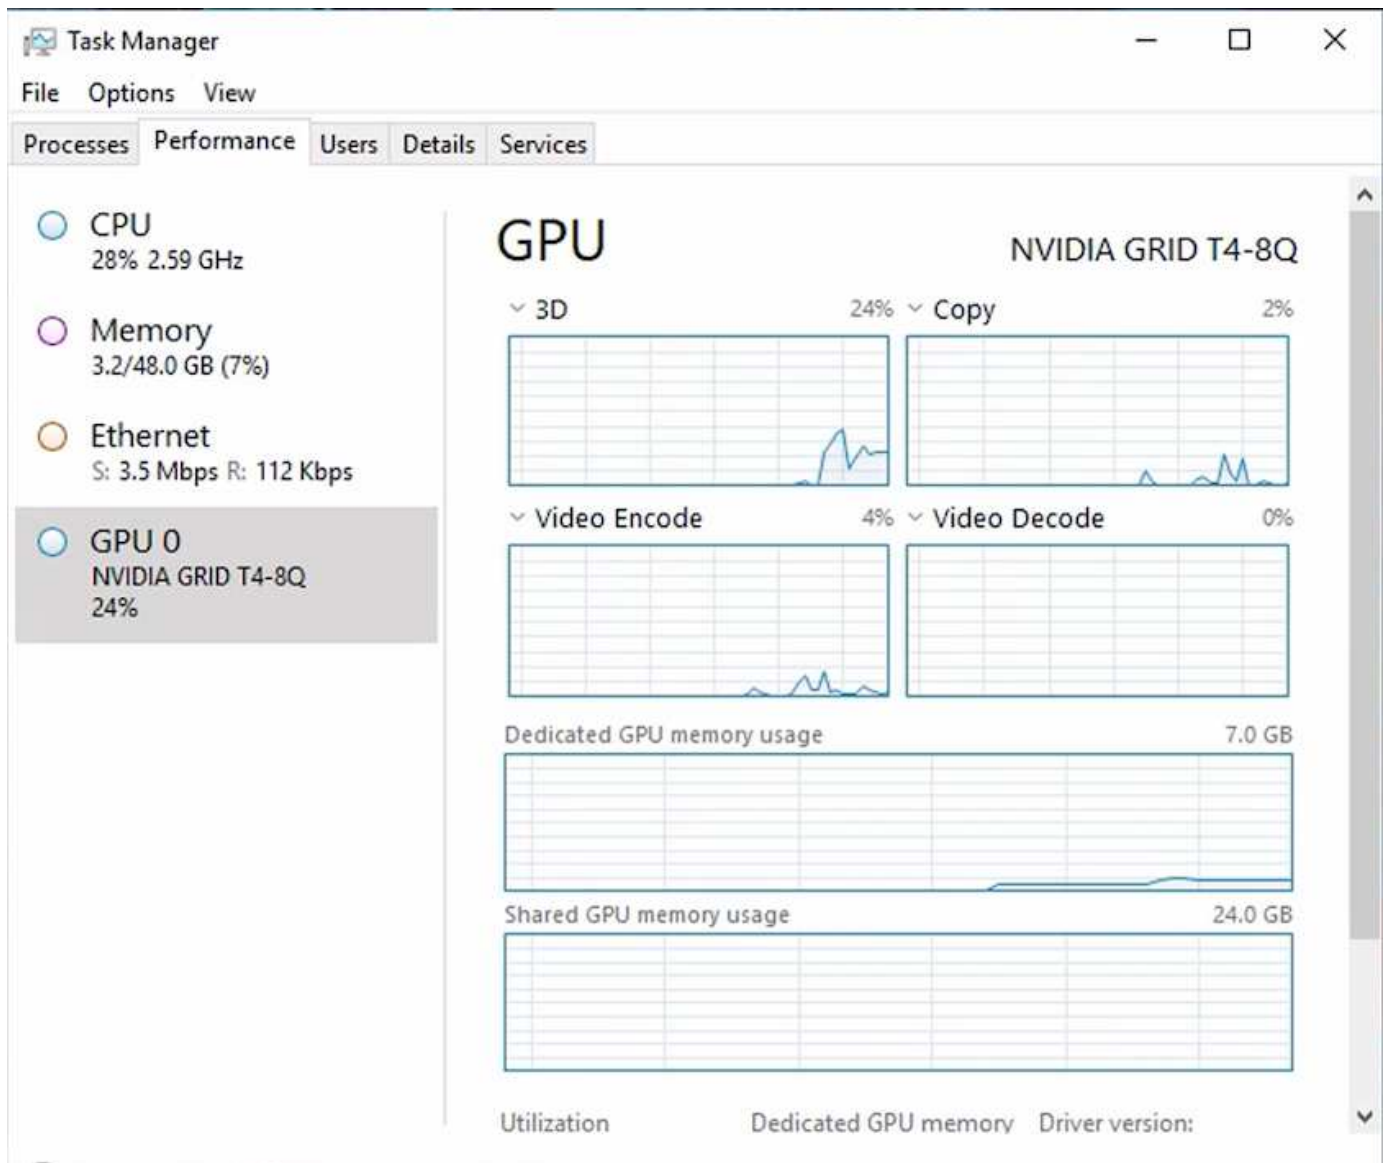 Task Manager
File Options View
Processes Performance Users Details Services
CPU
28% 2.59 GHz
Memory
3.2/48.0 GB (7%)
Ethernet
S: 3.5 Mbps R: 112 Kbps
GPU 0
NVIDIA GRID T4-8Q
24%
GPU NVIDIA GRID T4-8Q
3D 24% Copy 2%
Video Encode 4% Video Decode 0%
Dedicated GPU memory usage 7.0 GB
Shared GPU memory usage 24.0 GB
Utilization Dedicated GPU memory Driver version: